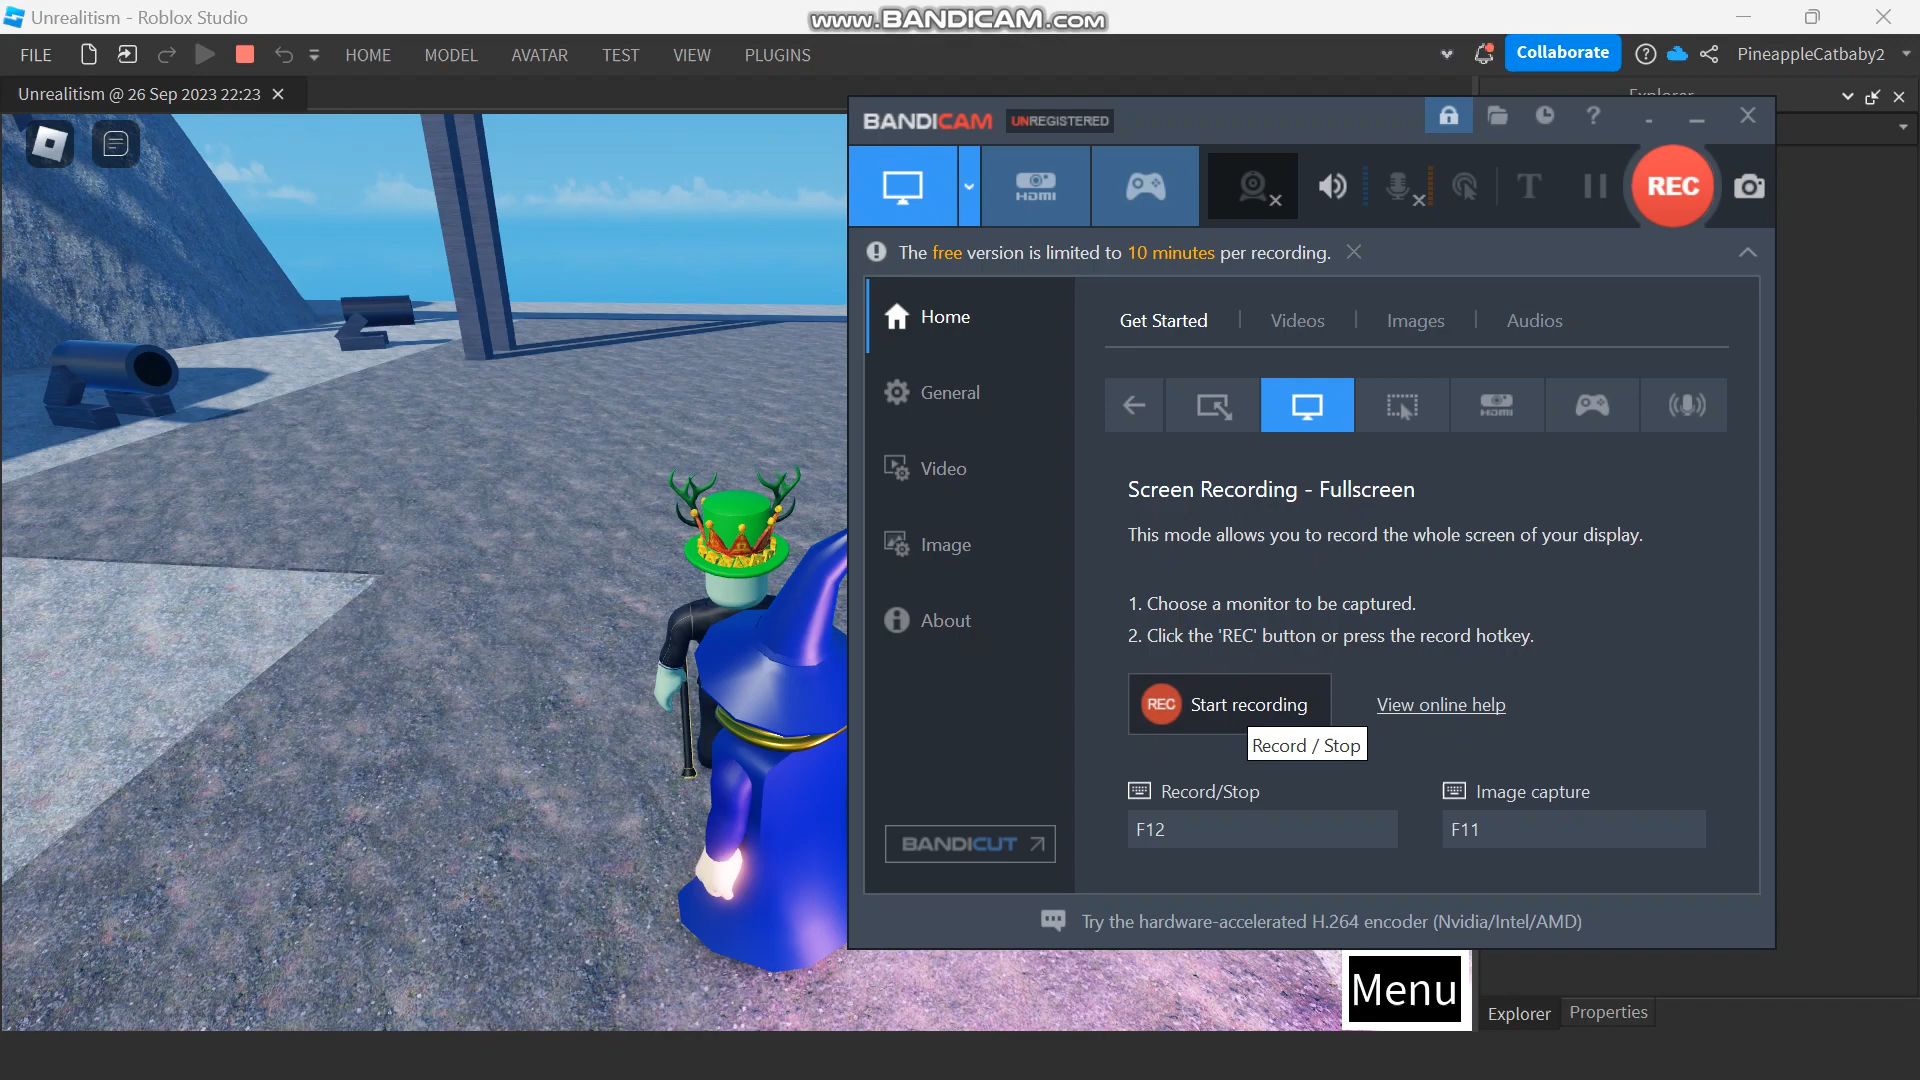 Unrealitism - Roblox Studio
www.BANDICAM.com
FILE HOME MODEL AVATAR TEST VIEW PLUGINS Collaborate PineappleCatbaby2
Unrealitism @ 26 Sep 2023 22:23
Explorer
BANDICAM UNREGISTERED
HDMI
T
REC
The free version is limited to 10 minutes per recording.
Home
General
Video
Image
About
BANDICUT
Get Started Videos Images Audios
HDMI
Screen Recording - Fullscreen
This mode allows you to record the whole screen of your display.
1. Choose a monitor to be captured.
2. Click the 'REC' button or press the record hotkey.
REC Start recording View online help
Record / Stop
Record/Stop Image capture
F12 F11
Try the hardware-accelerated H.264 encoder (Nvidia/Intel/AMD)
Menu
Explorer Properties